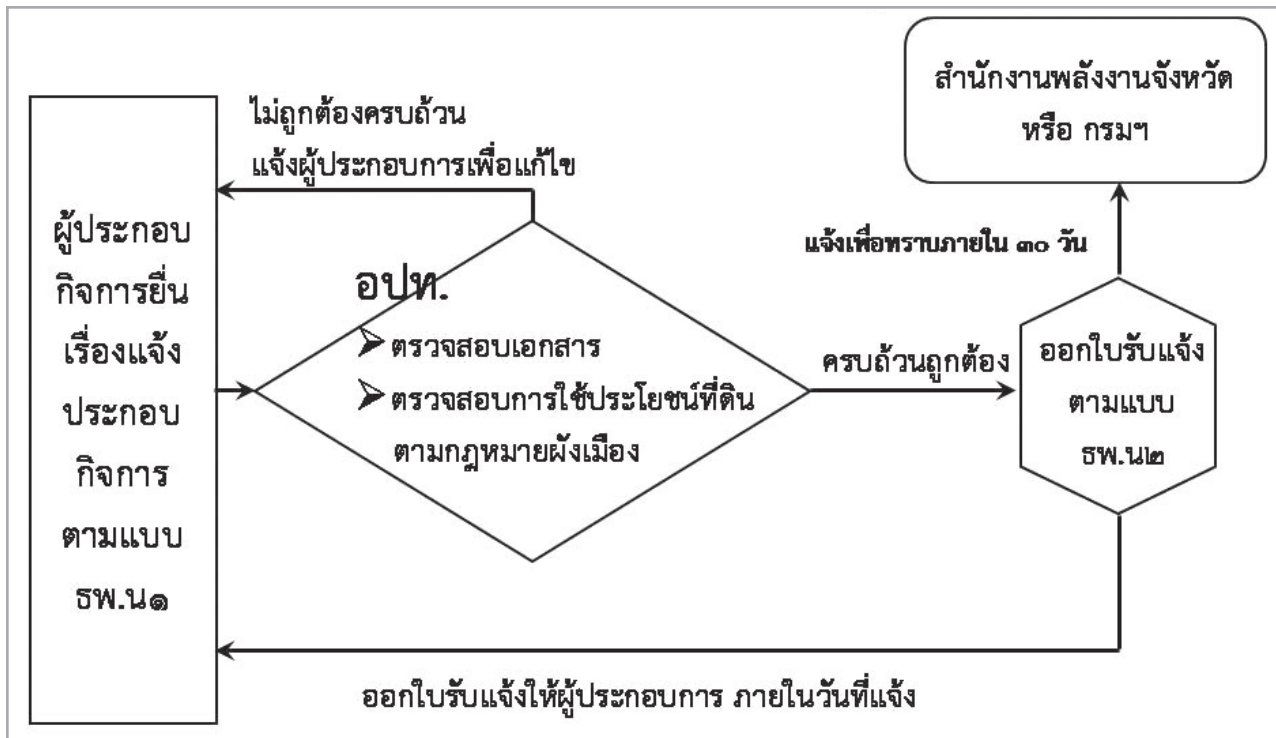 สำนักงานพลังงานจังหวัด
หรือ กรมฯ
ไม่ถูกต้องครบถ้วน
แจ้งผู้ประกอบการเพื่อแก้ไข
ผู้ประกอบ
กิจการยื่น
เรื่องแจ้ง
ประกอบ
กิจการ
ตามแบบ
ธพ.น๑
อปท.
ตรวจสอบเอกสาร
ตรวจสอบการใช้ประโยชน์ที่ดิน
ตามกฎหมายผังเมือง
ครบถ้วนถูกต้อง
แจ้งเพื่อทราบภายใน ๓๐ วัน
ออกใบรับแจ้ง
ตามแบบ
ธพ.น๒
ออกใบรับแจ้งให้ผู้ประกอบการ ภายในวันที่แจ้ง